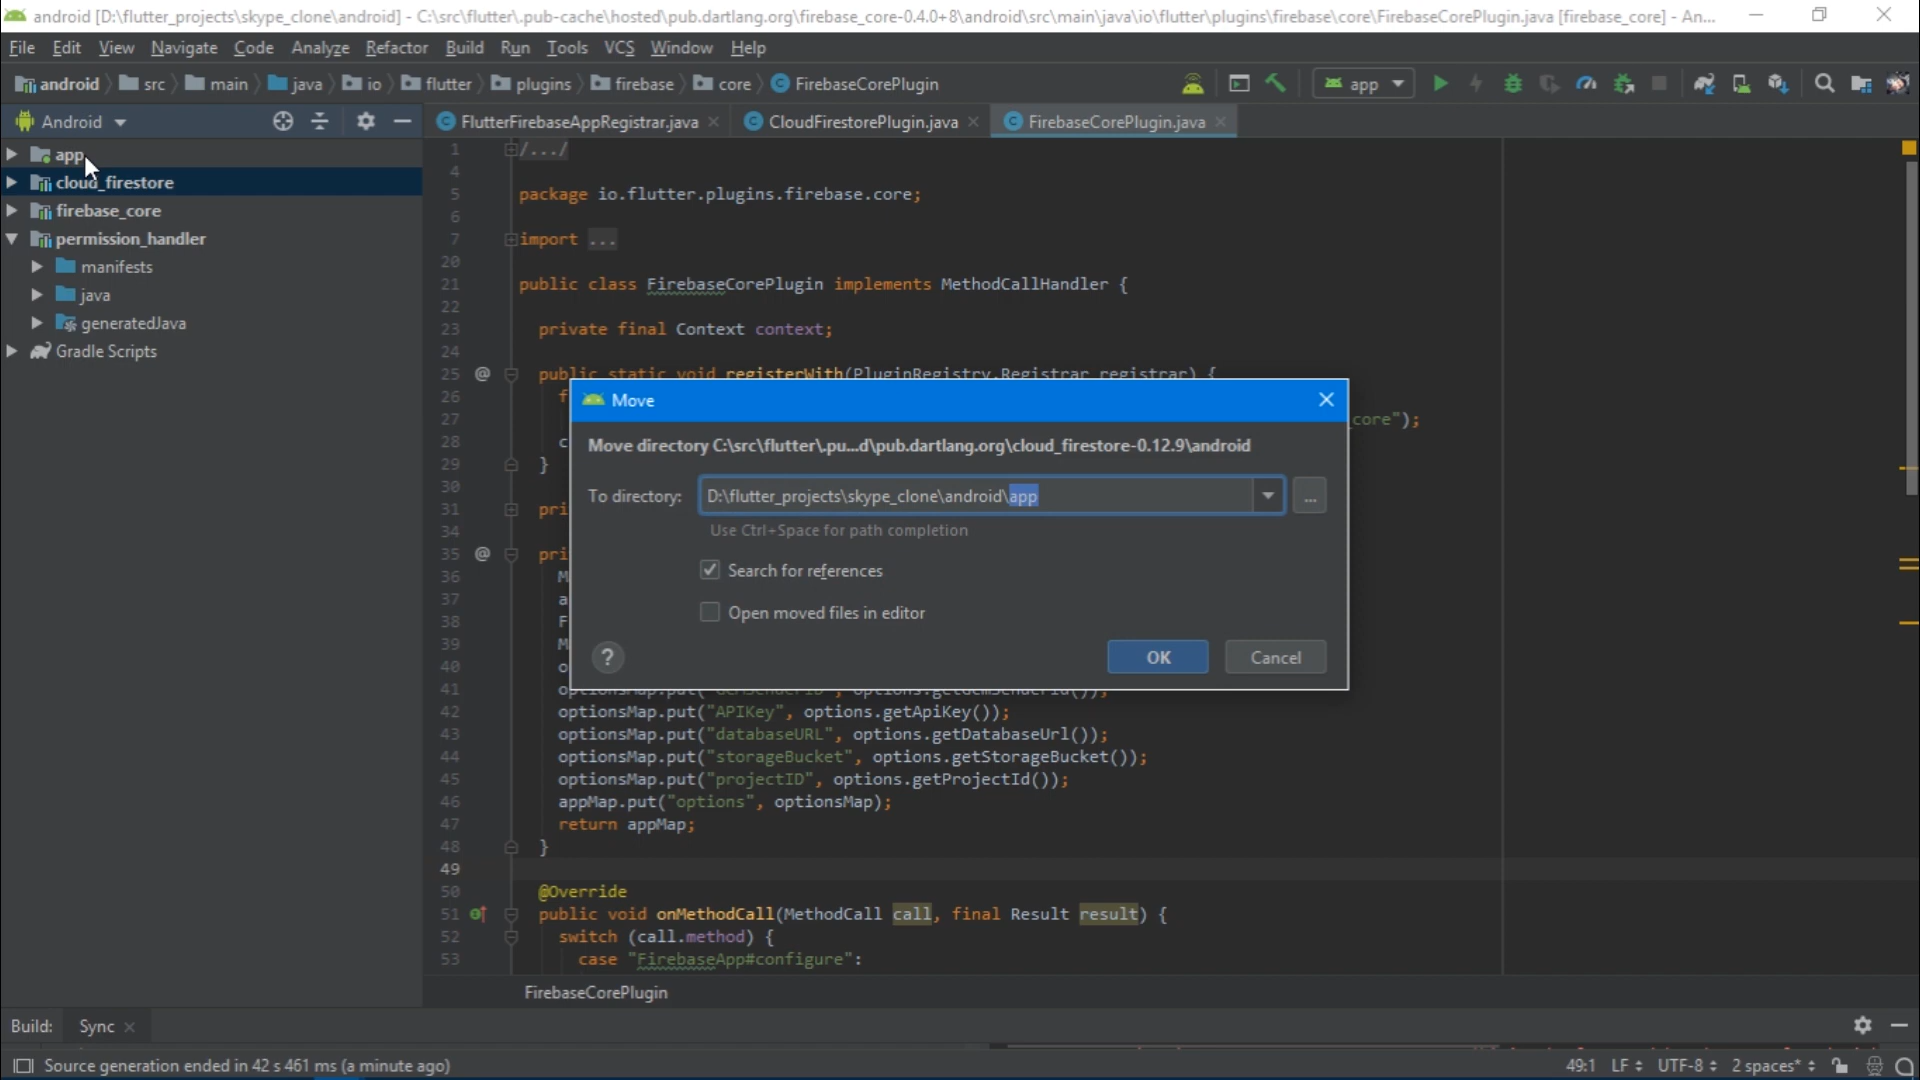 android [D:\flutter_projects\skype_clone\android] - C:\src\flutter\.pub-cache\hosted\pub.dartlang.org\firebase_core-0.4.0+8\android\src\main\java\io\flutter\plugins\firebase\core\FirebaseCorePlugin.java [firebase_core] - An...
File Edit View Navigate Code Analyze Refactor Build Run Tools VCS Window Help
android src main java io flutter plugins firebase core FirebaseCorePlugin app
Android FlutterFirebaseAppRegistrar.java CloudFirestorePlugin.java FirebaseCorePlugin.java
app
cloud_firestore
firebase_core
permission_handler
manifests
java
generatedJava
Gradle Scripts
1 /.../
4
5 package io.flutter.plugins.firebase.core;
6
7 import ...
20
21 public class FirebaseCorePlugin implements MethodCallHandler {
22
23 private final Context context;
24
25 @ public static void registerWith(PluginRegistry.Registrar registrar) {
26 f
27 core");
28 c
29 }
30
31 pri
34
35 @ pri
36 M
37 a
38 F
39 M
40 o
41 optionsMap.put("GCMSenderID", options.getGcmSenderId());
42 optionsMap.put("APIKey", options.getApiKey());
43 optionsMap.put("databaseURL", options.getDatabaseUrl());
44 optionsMap.put("storageBucket", options.getStorageBucket());
45 optionsMap.put("projectID", options.getProjectId());
46 appMap.put("options", optionsMap);
47 return appMap;
48 }
49
50 @Override
51 public void onMethodCall(MethodCall call, final Result result) {
52 switch (call.method) {
53 case "FirebaseApp#configure":
Move
Move directory C:\src\flutter\.pu...d\pub.dartlang.org\cloud_firestore-0.12.9\android
To directory: D:\flutter_projects\skype_clone\android\app ...
Use Ctrl+Space for path completion
Search for references
Open moved files in editor
? OK Cancel
FirebaseCorePlugin
Build: Sync
Source generation ended in 42 s 461 ms (a minute ago) 49:1 LF UTF-8 2 spaces*